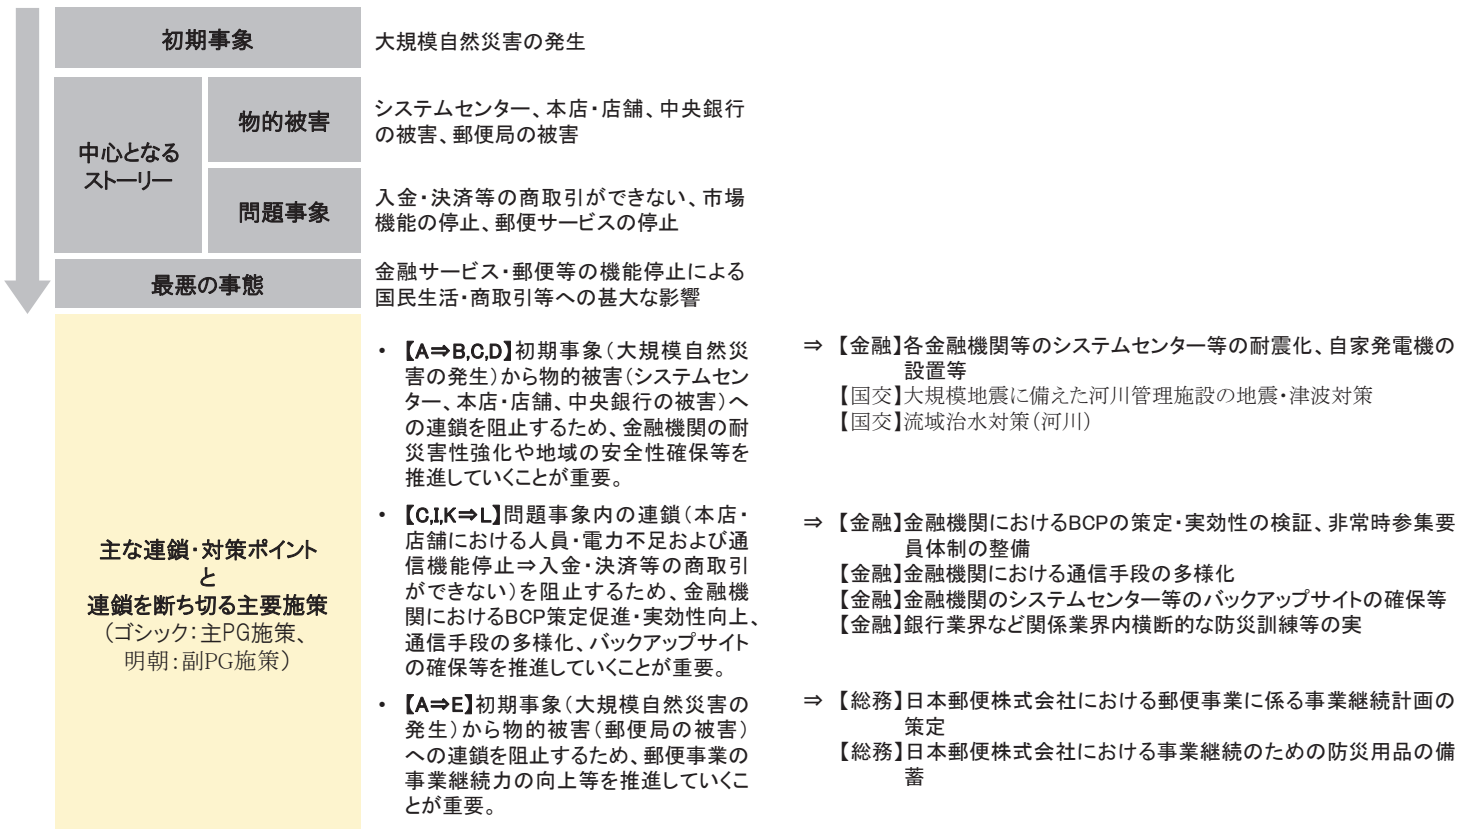 初期事象
大規模自然災害の発生
中心となる
ストーリー
物的被害
システムセンター、本店・店舗、中央銀行
の被害、郵便局の被害
問題事象
入金・決済等の商取引ができない、市場
機能の停止、郵便サービスの停止
最悪の事態
金融サービス・郵便等の機能停止による
国民生活・商取引等への甚大な影響
主な連鎖・対策ポイント
と
連鎖を断ち切る主要施策
（ゴシック：主PG施策、
明朝：副PG施策）
・ 【A⇒B,C,D】初期事象（大規模自然災
害の発生）から物的被害（システムセン
ター、本店・店舗、中央銀行の被害）へ
の連鎖を阻止するため、金融機関の耐
災害性強化や地域の安全性確保等を
推進していくことが重要。
⇒ 【金融】各金融機関等のシステムセンター等の耐震化、自家発電機の
設置等
【国交】大規模地震に備えた河川管理施設の地震・津波対策
【国交】流域治水対策（河川）
・ 【C,I,K⇒L】問題事象内の連鎖（本店・
店舗における人員・電力不足および通
信機能停止⇒入金・決済等の商取引
ができない）を阻止するため、金融機
関におけるBCP策定促進・実効性向上、
通信手段の多様化、バックアップサイト
の確保等を推進していくことが重要。
⇒ 【金融】金融機関におけるBCPの策定・実効性の検証、非常時参集要
員体制の整備
【金融】金融機関における通信手段の多様化
【金融】金融機関のシステムセンター等のバックアップサイトの確保等
【金融】銀行業界など関係業界内横断的な防災訓練等の実
・ 【A⇒E】初期事象（大規模自然災害の
発生）から物的被害（郵便局の被害）
への連鎖を阻止するため、郵便事業の
事業継続力の向上等を推進していくこ
とが重要。
⇒ 【総務】日本郵便株式会社における郵便事業に係る事業継続計画の
策定
【総務】日本郵便株式会社における事業継続のための防災用品の備
蓄